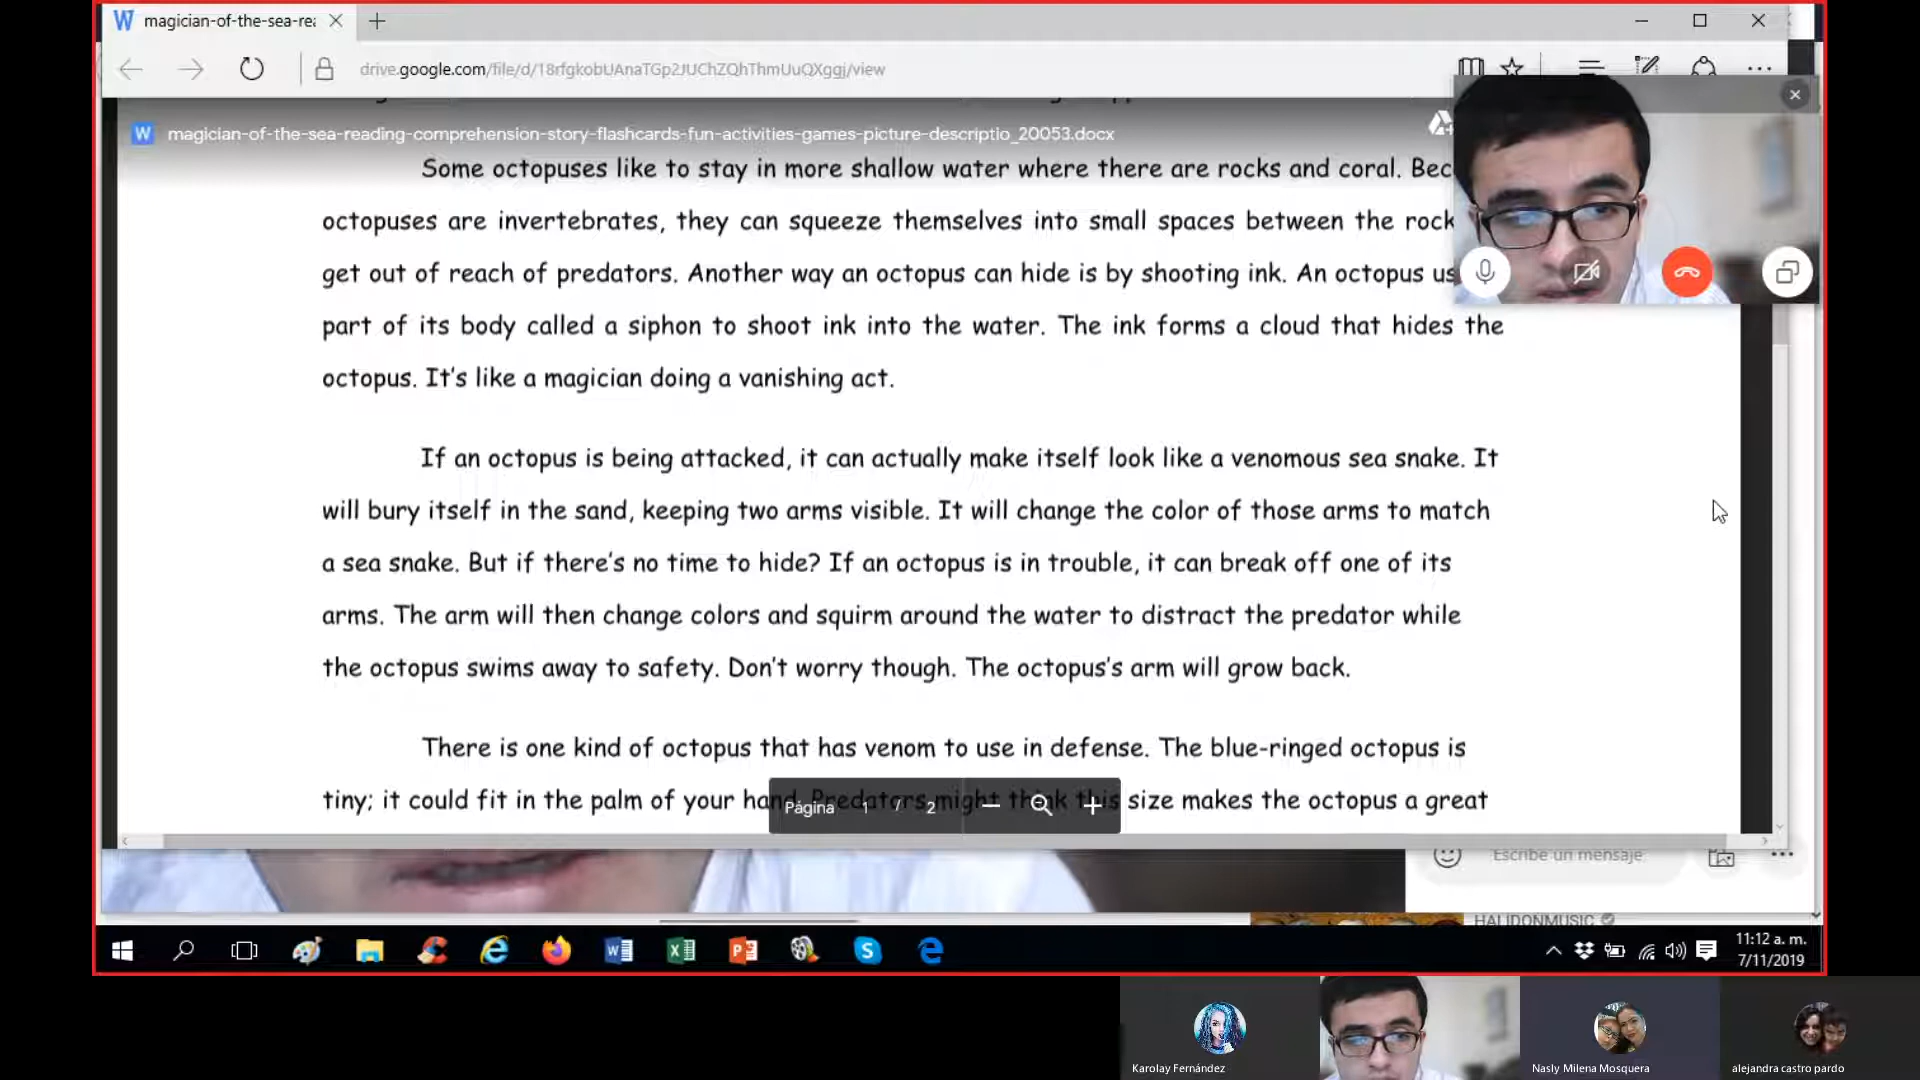 magician-of-the-sea-rea
drive.google.com/file/d/18rfgkobUAnaTGp2JUChZQhThmUuQXggj/view
magician-of-the-sea-reading-comprehension-story-flashcards-fun-activities-games-picture-descriptio_20053.docx
Some octopuses like to stay in more shallow water where there are rocks and coral. Bec
octopuses are invertebrates, they can squeeze themselves into small spaces between the rock
get out of reach of predators. Another way an octopus can hide is by shooting ink. An octopus us
part of its body called a siphon to shoot ink into the water. The ink forms a cloud that hides the
octopus. It's like a magician doing a vanishing act.
If an octopus is being attacked, it can actually make itself look like a venomous sea snake. It
will bury itself in the sand, keeping two arms visible. It will change the color of those arms to match
a sea snake. But if there's no time to hide? If an octopus is in trouble, it can break off one of its
arms. The arm will then change colors and squirm around the water to distract the predator while
the octopus swims away to safety. Don't worry though. The octopus's arm will grow back.
There is one kind of octopus that has venom to use in defense. The blue-ringed octopus is
tiny; it could fit in the palm of your hand. Predators might think this size makes the octopus a great
Página 1 / 2
Escribe un mensaje
HALIDONMUSIC
11:12 a. m.
7/11/2019
Karolay Fernández
Nasly Milena Mosquera
alejandra castro pardo